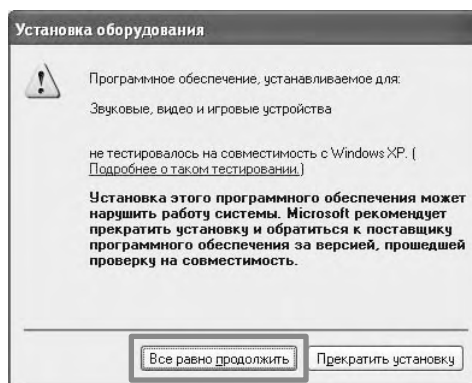 Установка оборудования
Программное обеспечение, устанавливаемое для:
Звуковые, видео и игровые устройства
не тестировалось на совместимость с Windows XP. (
Подробнее о таком тестировании.)
Установка этого программного обеспечения может
нарушить работу системы. Microsoft рекомендует
прекратить установку и обратиться к поставщику
программного обеспечения за версией, прошедшей
проверку на совместимость.
Все равно продолжить Прекратить установку